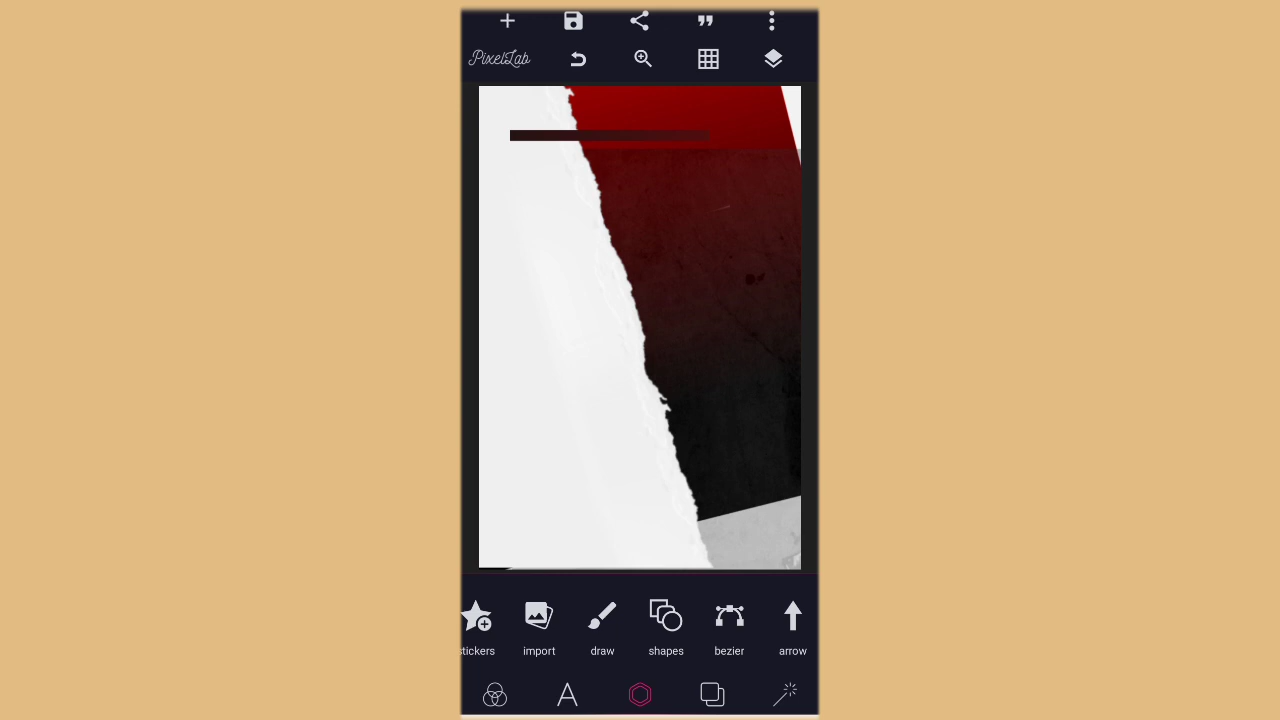 PixelLab
stickers
import
draw
shapes
bezier
arrow